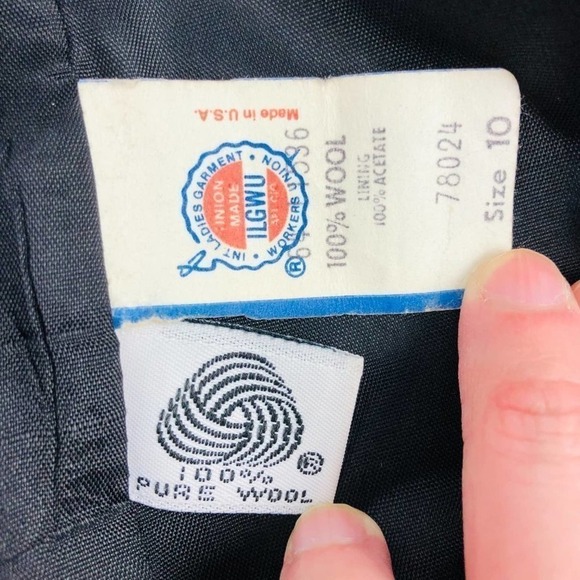 Made in U.S.A.
INT LADIES GARMENT WORKERS UNION
UNION
MADE
ILGWU
®
100% WOOL
LINING
100% ACETATE
78024
Size 10
100% ®
PURE WOOL